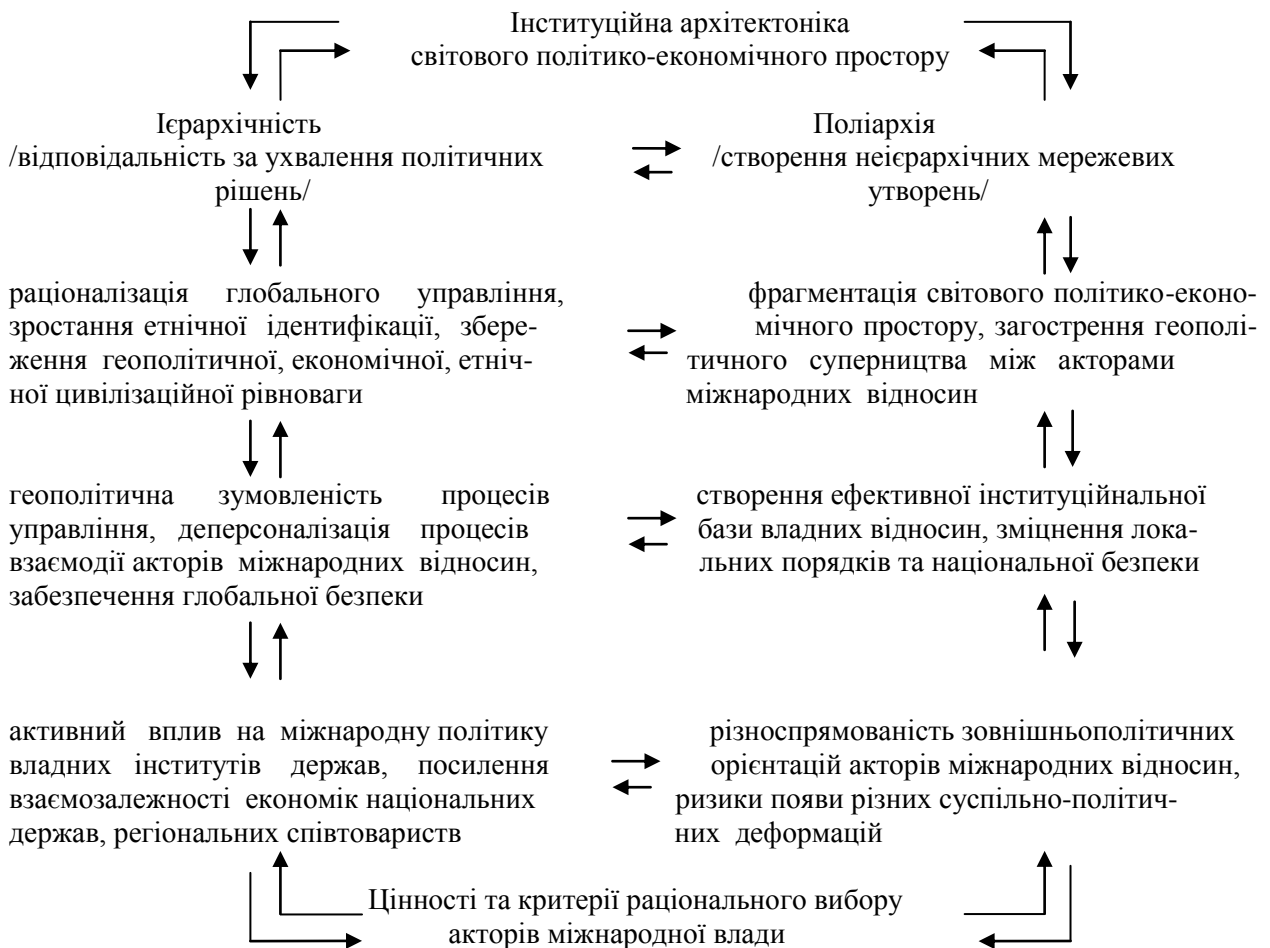 Інституційна архітектоніка
світового політико-економічного простору
Ієрархічність
/відповідальність за ухвалення політичних
рішень/
Поліархія
/створення неієрархічних мережевих
утворень/
раціоналізація глобального управління,
зростання етнічної ідентифікації, збере-
ження геополітичної, економічної, етніч-
ної цивілізаційної рівноваги
фрагментація світового політико-еконо-
мічного простору, загострення геополі-
тичного суперництва між акторами
міжнародних відносин
геополітична зумовленість процесів
управління, деперсоналізація процесів
взаємодії акторів міжнародних відносин,
забезпечення глобальної безпеки
створення ефективної інституційнальної
бази владних відносин, зміцнення лока-
льних порядків та національної безпеки
активний вплив на міжнародну політику
владних інститутів держав, посилення
взаємозалежності економік національних
держав, регіональних співтовариств
різноспрямованість зовнішньополітичних
орієнтацій акторів міжнародних відносин,
ризики появи різних суспільно-політич-
них деформацій
Цінності та критерії раціонального вибору
акторів міжнародної влади